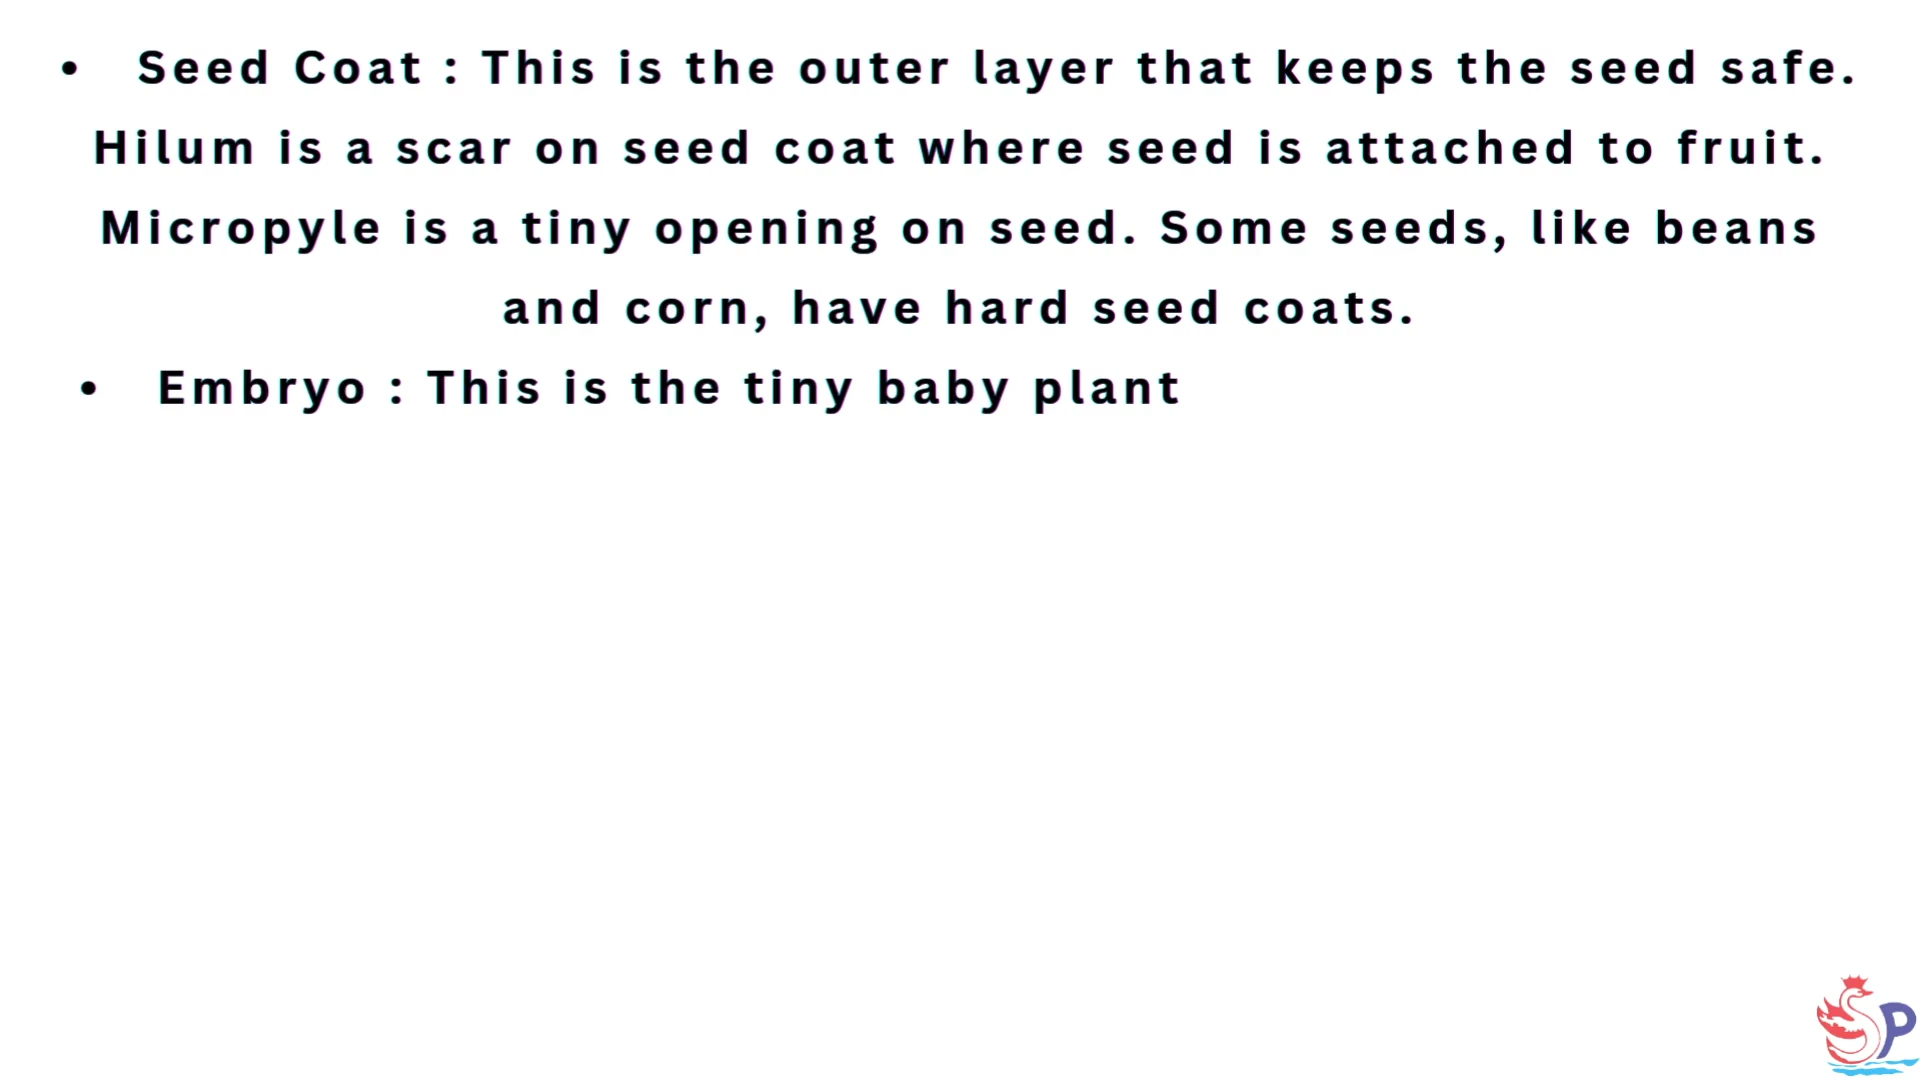 • Seed Coat : This is the outer layer that keeps the seed safe.
Hilum is a scar on seed coat where seed is attached to fruit.
Micropyle is a tiny opening on seed. Some seeds, like beans
and corn, have hard seed coats.
• Embryo : This is the tiny baby plant
SP